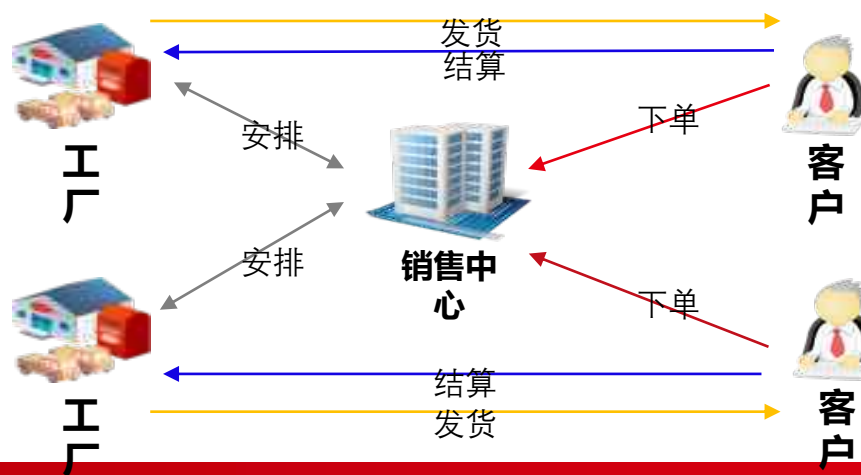 发货
结算
安排
下单
工
厂
客
户
安排
销售中
心
下单
结算
发货
工
厂
客
户